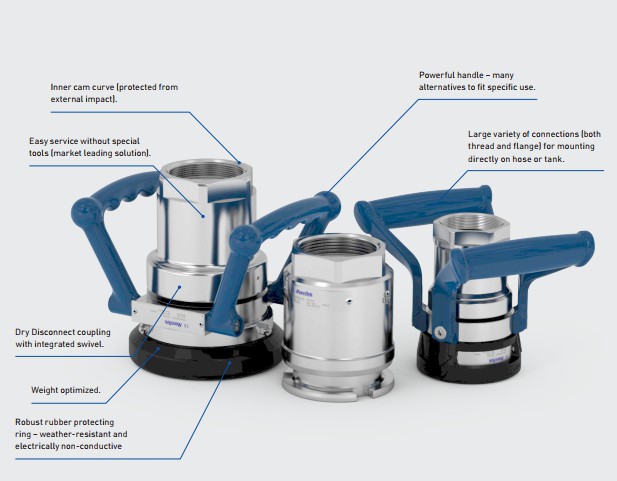 Powerful handle – many
alternatives to fit specific use.
Inner cam curve (protected from
external impact).
Large variety of connections (both
thread and flange) for mounting
directly on hose or tank.
Easy service without special
tools (market leading solution).
Dry Disconnect coupling
with integrated swivel.
Weight optimized.
Robust rubber protecting
ring – weather-resistant and
electrically non-conductive